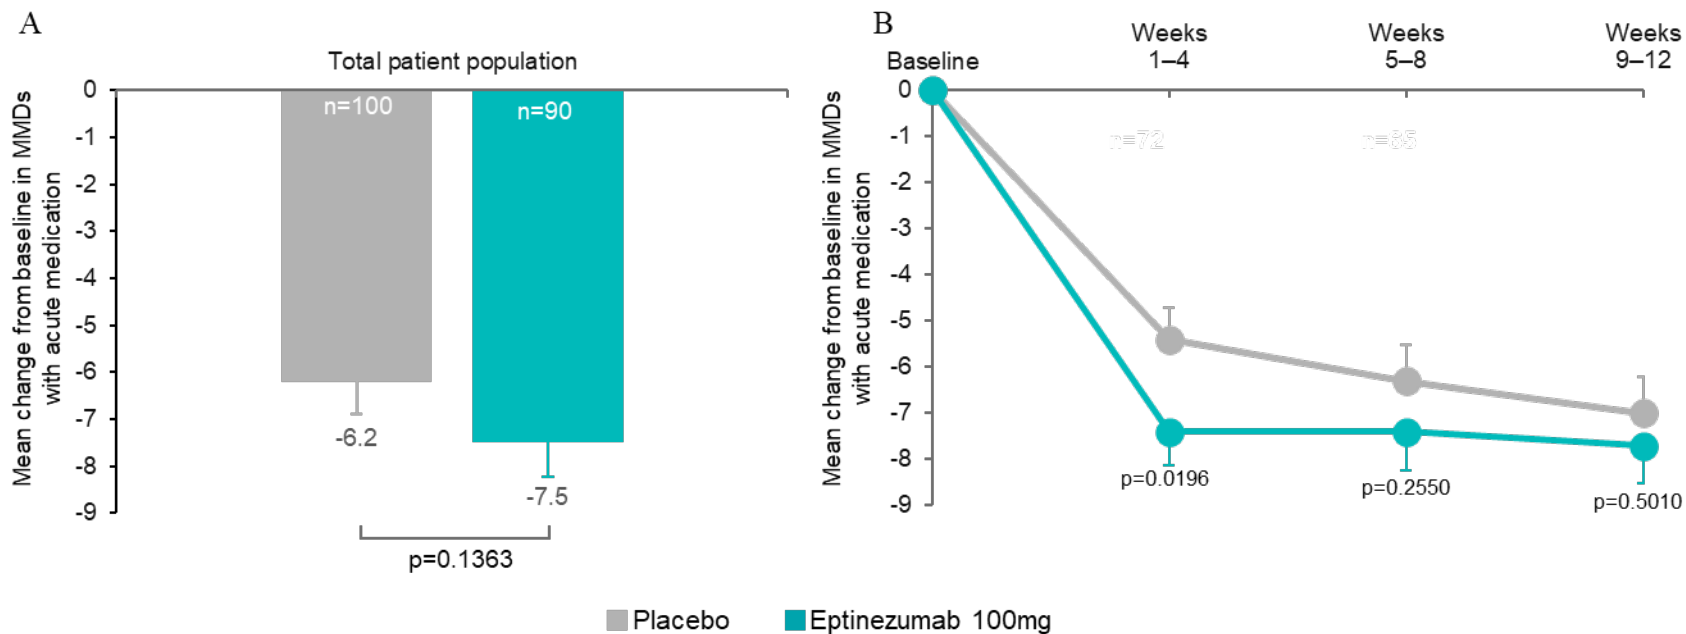 A
Total patient population
Mean change from baseline in MMDs
with acute medication
0
-1
-2
-3
-4
-5
-6
-7
-8
-9
n=100
n=90
-6.2
-7.5
p=0.1363
B
Baseline
Weeks
1–4
Weeks
5–8
Weeks
9–12
Mean change from baseline in MMDs
with acute medication
0
-1
-2
-3
-4
-5
-6
-7
-8
-9
n=72
n=85
p=0.0196
p=0.2550
p=0.5010
Placebo
Eptinezumab 100mg